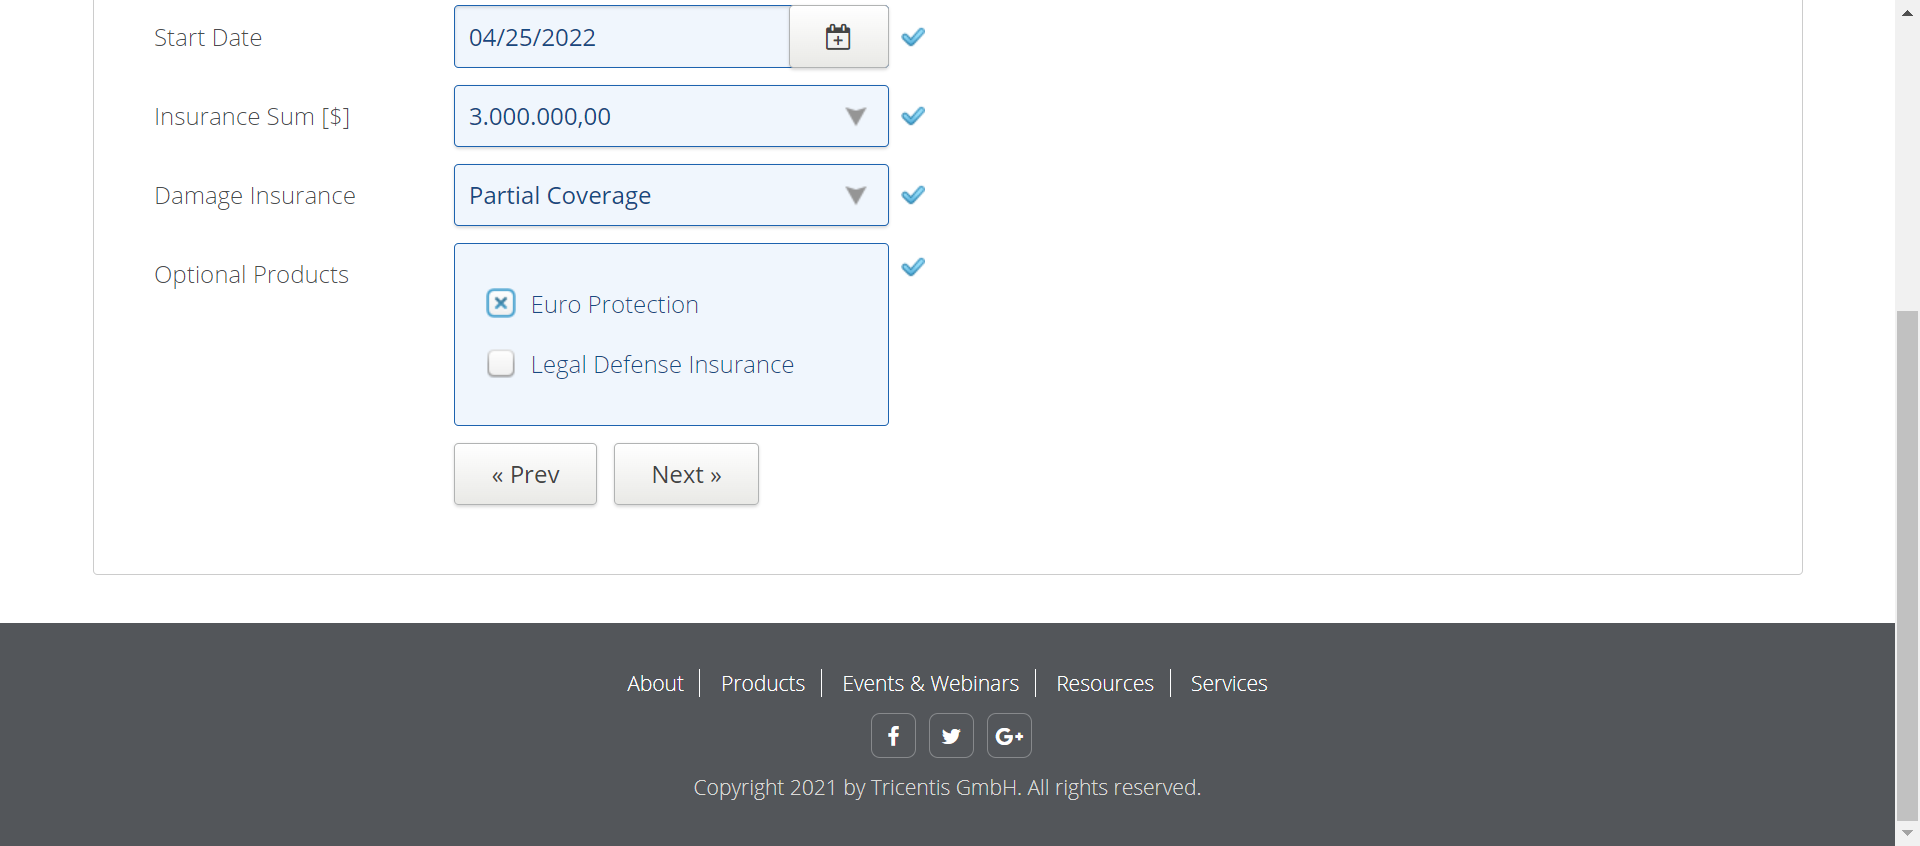 Start Date
04/25/2022
Insurance Sum [$]
3.000.000,00
Damage Insurance
Partial Coverage
Optional Products
Euro Protection
Legal Defense Insurance
« Prev
Next »
About
Products
Events & Webinars
Resources
Services
f
G+
Copyright 2021 by Tricentis GmbH. All rights reserved.